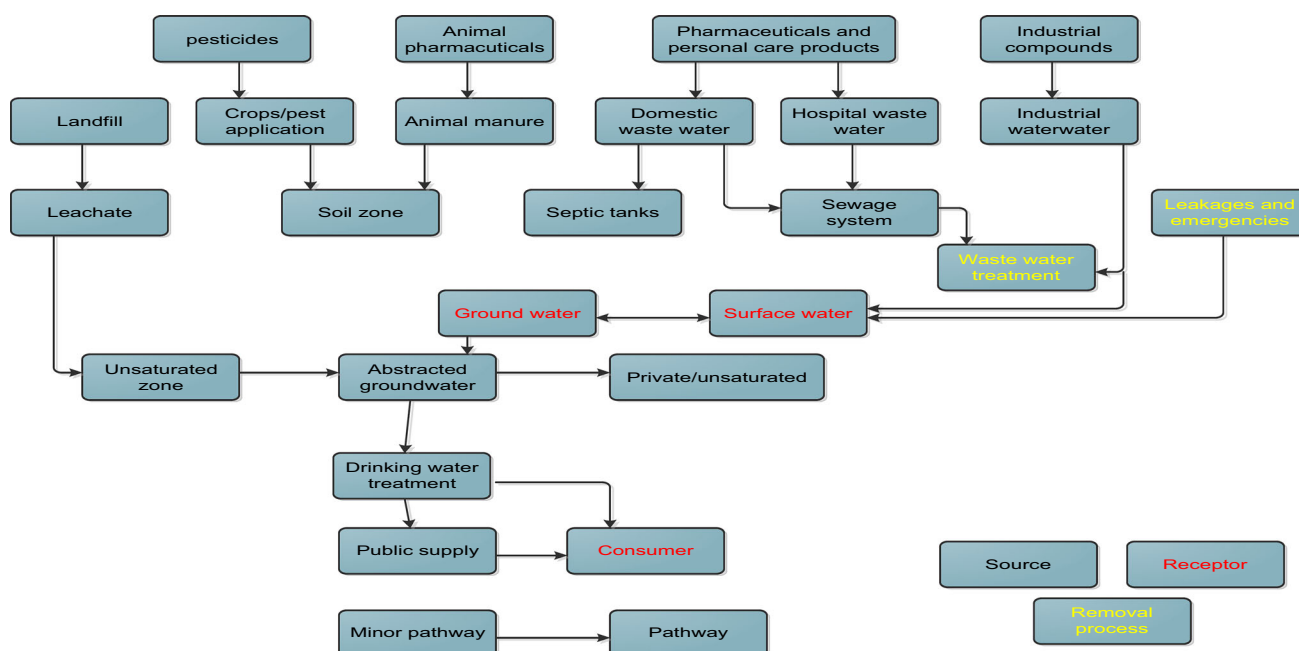 pesticides
Animal
pharmacuticals
Pharmaceuticals and
personal care products
Industrial
compounds
Landfill
Crops/pest
application
Animal manure
Domestic
waste water
Hospital waste
water
Industrial
waterwater
Leachate
Soil zone
Septic tanks
Sewage
system
Leakages and
emergencies
Waste water
treatment
Ground water
Surface water
Unsaturated
zone
Abstracted
groundwater
Private/unsaturated
Drinking water
treatment
Public supply
Consumer
Source
Receptor
Removal
process
Minor pathway
Pathway